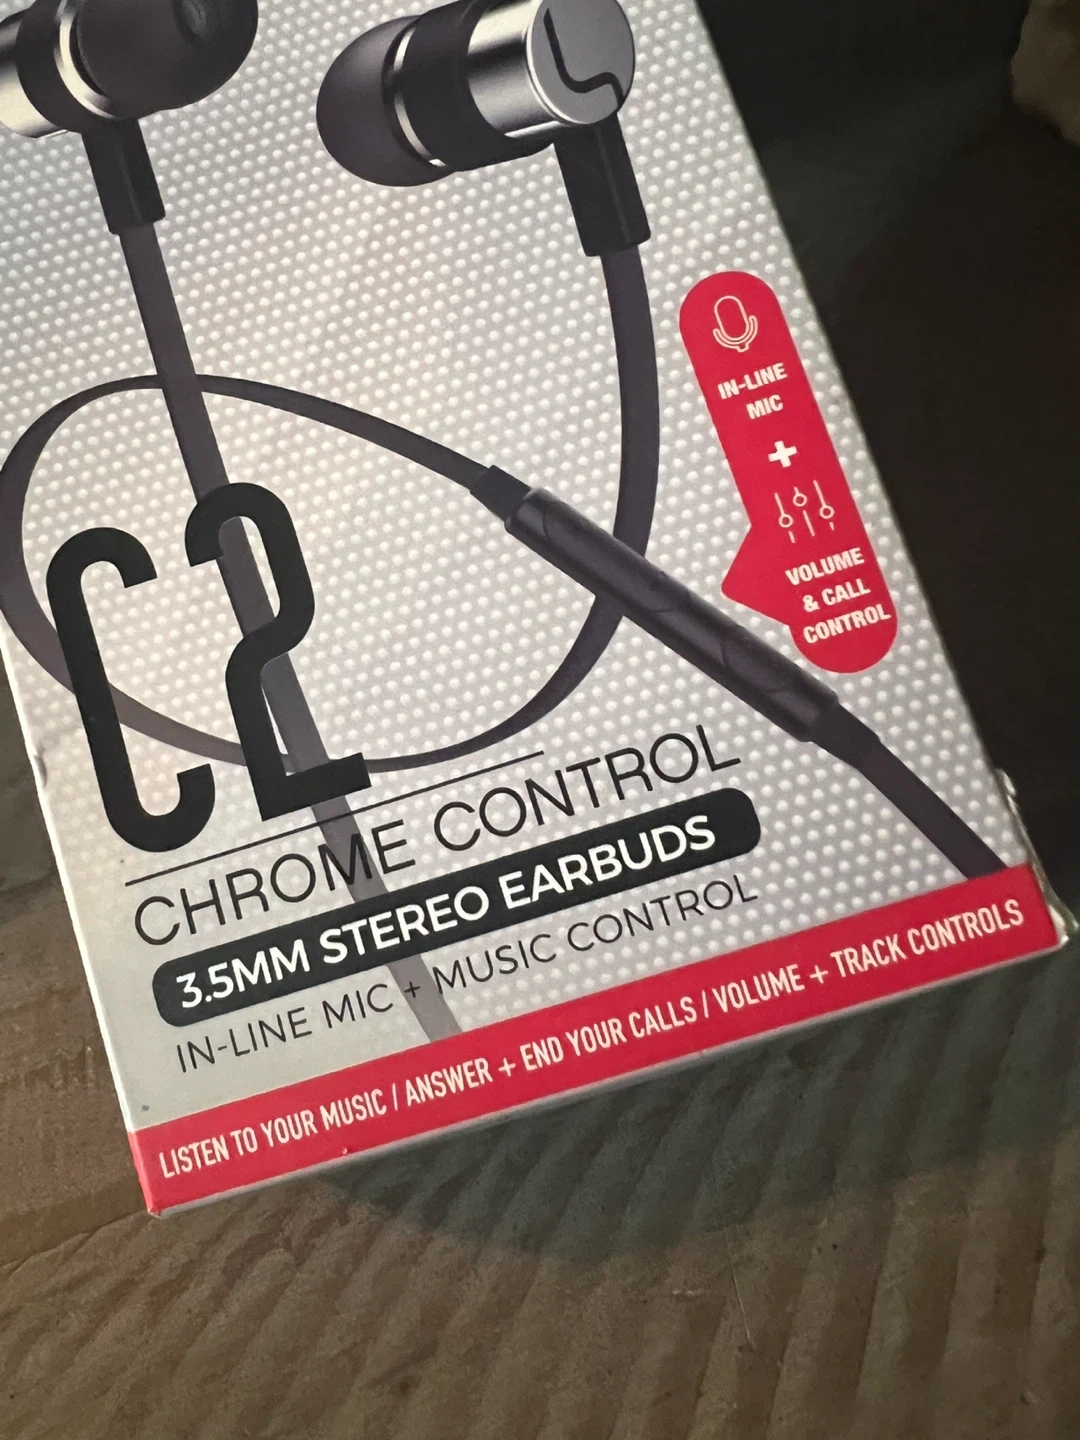 IN-LINE
MIC
+
VOLUME
& CALL
CONTROL
C2
CHROME CONTROL
3.5MM STEREO EARBUDS
IN-LINE MIC + MUSIC CONTROL
LISTEN TO YOUR MUSIC / ANSWER + END YOUR CALLS / VOLUME + TRACK CONTROLS